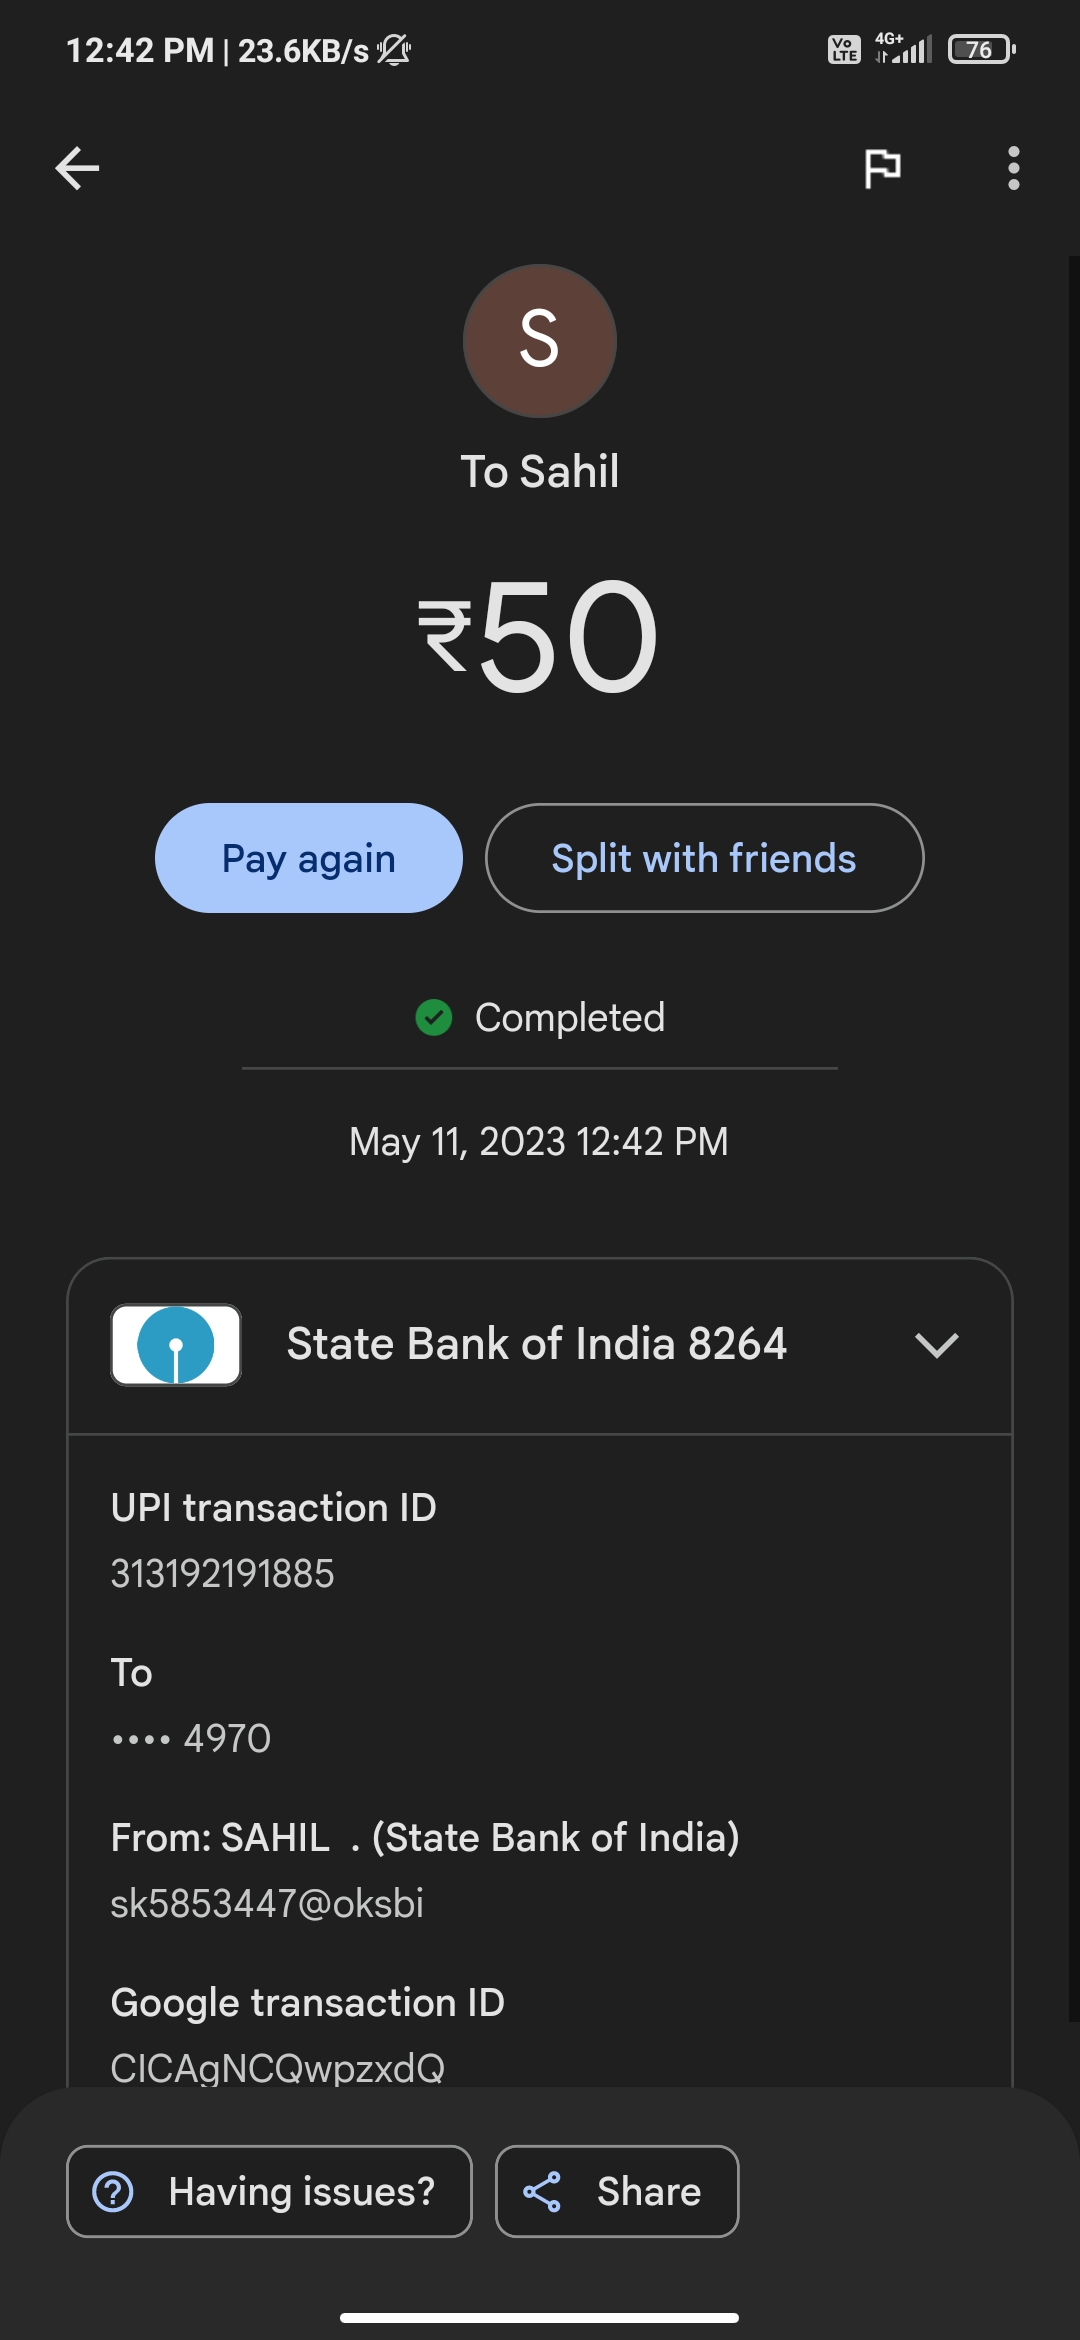 12:42 PM | 23.6KB/s
Vo LTE 4G+ 76
S
To Sahil
₹50
Pay again
Split with friends
Completed
May 11, 2023 12:42 PM
State Bank of India 8264
UPI transaction ID
313192191885
To
•••• 4970
From: SAHIL . (State Bank of India)
sk5853447@oksbi
Google transaction ID
CICAgNCQwpzxdQ
Having issues?
Share